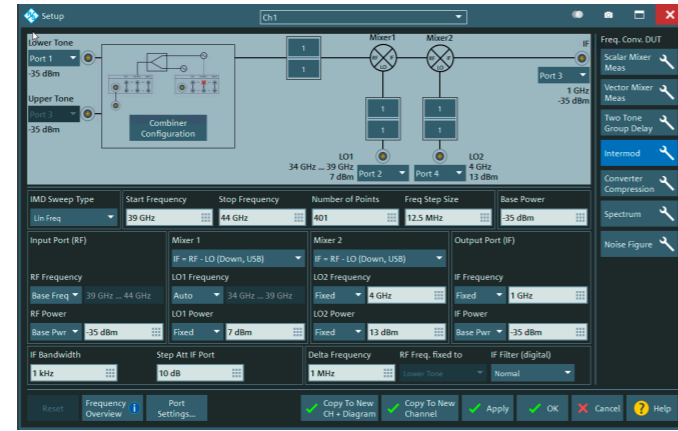 Setup
Ch1
Lower Tone
Port 1
-35 dBm
Upper Tone
Port 3
-35 dBm
Combiner
Configuration
1
1
Mixer1
Mixer2
RF IF
LO
RF IF
LO
1
1
1
1
LO1
34 GHz ... 39 GHz
7 dBm
Port 2
Port 4
LO2
4 GHz
13 dBm
IF
Port 3
1 GHz
-35 dBm
Freq. Conv. DUT
Scalar Mixer
Meas
Vector Mixer
Meas
Two Tone
Group Delay
Intermod
Converter
Compression
Spectrum
Noise Figure
IMD Sweep Type
Start Frequency
Stop Frequency
Number of Points
Freq Step Size
Base Power
Lin Freq
39 GHz
44 GHz
401
12.5 MHz
-35 dBm
Input Port (RF)
Mixer 1
Mixer 2
Output Port (IF)
IF = RF - LO (Down, USB)
IF = RF - LO (Down, USB)
RF Frequency
LO1 Frequency
LO2 Frequency
IF Frequency
Base Freq
39 GHz ... 44 GHz
Auto
34 GHz ... 39 GHz
Fixed
4 GHz
Fixed
1 GHz
RF Power
LO1 Power
LO2 Power
IF Power
Base Pwr
-35 dBm
Fixed
7 dBm
Fixed
13 dBm
Base Pwr
-35 dBm
IF Bandwidth
Step Att IF Port
Delta Frequency
RF Freq. fixed to
IF Filter (digital)
1 kHz
10 dB
1 MHz
Lower Tone
Normal
Reset
Frequency
Overview
i
Port
Settings...
Copy To New
CH + Diagram
Copy To New
Channel
Apply
OK
Cancel
? Help